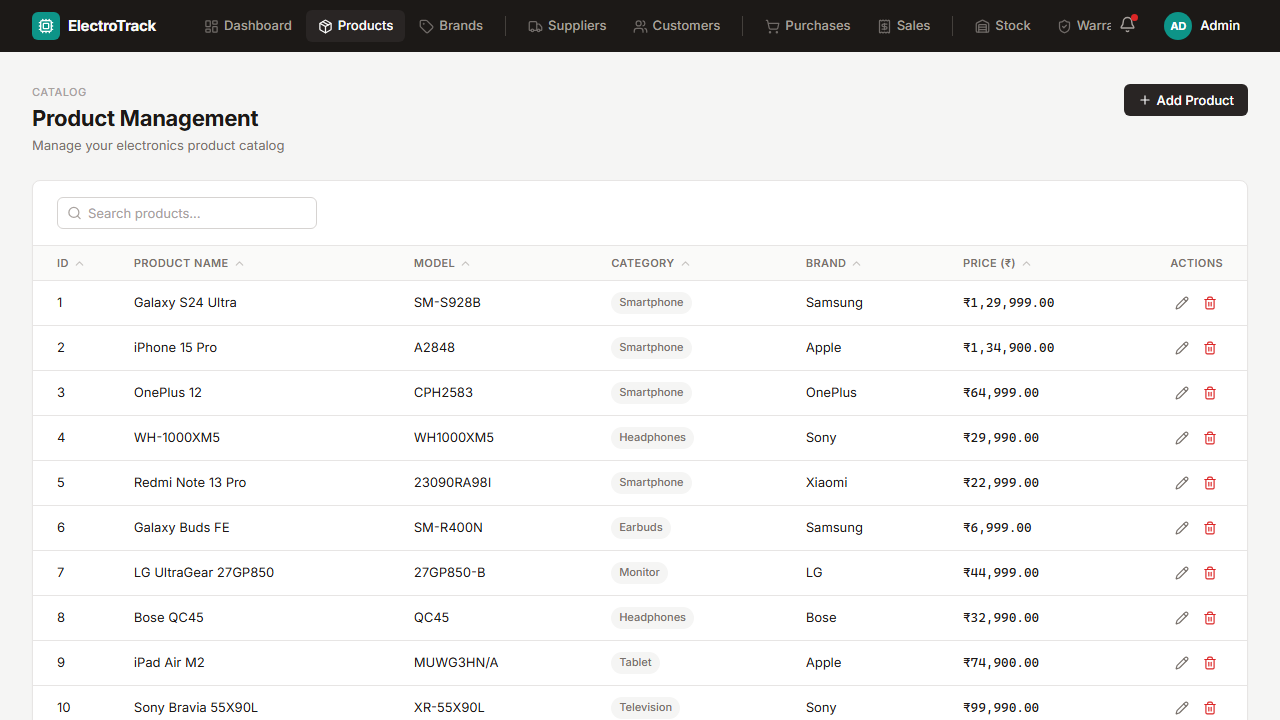 ElectroTrack Dashboard Products Brands Suppliers Customers Purchases Sales Stock Warra AD Admin
CATALOG
Product Management
Manage your electronics product catalog
+ Add Product
Search products...
ID PRODUCT NAME MODEL CATEGORY BRAND PRICE (₹) ACTIONS
1 Galaxy S24 Ultra SM-S928B Smartphone Samsung ₹1,29,999.00
2 iPhone 15 Pro A2848 Smartphone Apple ₹1,34,900.00
3 OnePlus 12 CPH2583 Smartphone OnePlus ₹64,999.00
4 WH-1000XM5 WH1000XM5 Headphones Sony ₹29,990.00
5 Redmi Note 13 Pro 23090RA98I Smartphone Xiaomi ₹22,999.00
6 Galaxy Buds FE SM-R400N Earbuds Samsung ₹6,999.00
7 LG UltraGear 27GP850 27GP850-B Monitor LG ₹44,999.00
8 Bose QC45 QC45 Headphones Bose ₹32,990.00
9 iPad Air M2 MUWG3HN/A Tablet Apple ₹74,900.00
10 Sony Bravia 55X90L XR-55X90L Television Sony ₹99,990.00